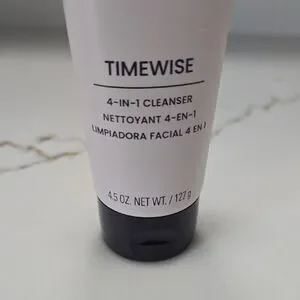 TIMEWISE
4-IN-1 CLEANSER
NETTOYANT 4-EN-1
LIMPIADORA FACIAL 4 EN 1
4.5 OZ. NET WT. / 127 g